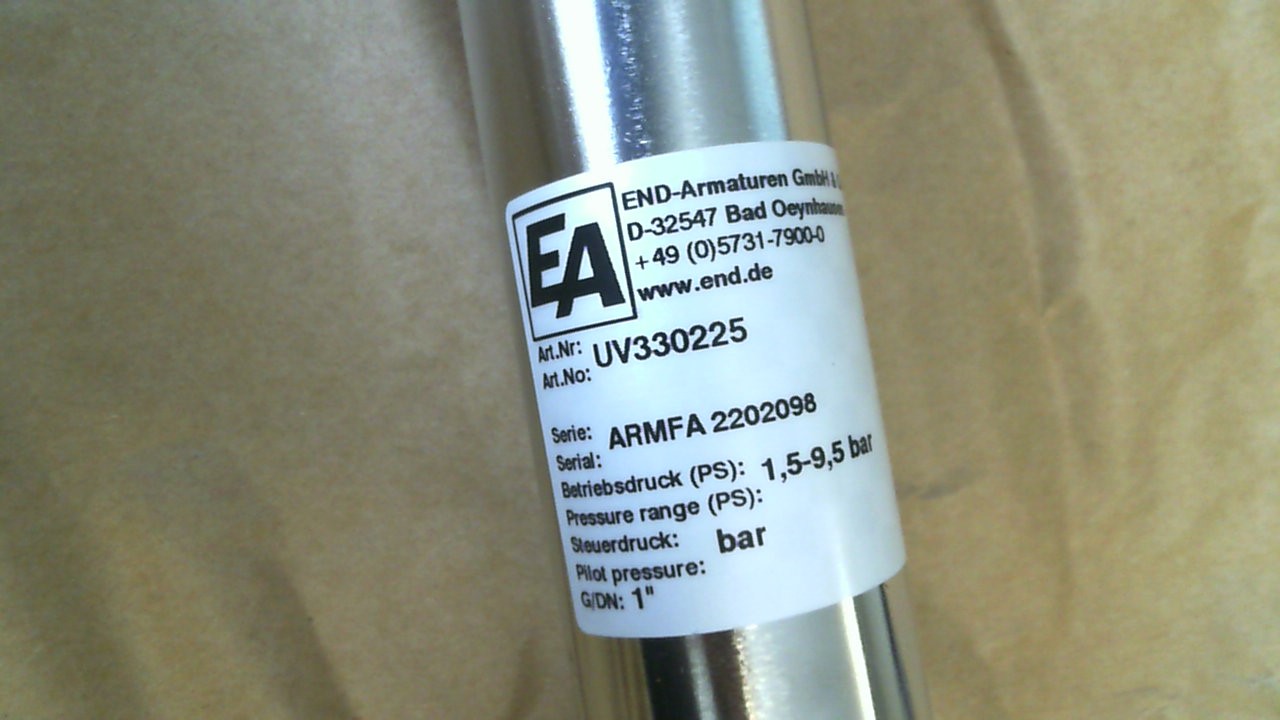 EA
END-Armaturen GmbH &
D-32547 Bad Oeynhausen
+49 (0)5731-7900-0
www.end.de
Art.Nr: UV330225
Art.No:
Serie: ARMFA 2202098
Serial:
Betriebsdruck (PS): 1,5-9,5 bar
Pressure range (PS):
Steuerdruck: bar
Pilot pressure:
G/DN: 1"